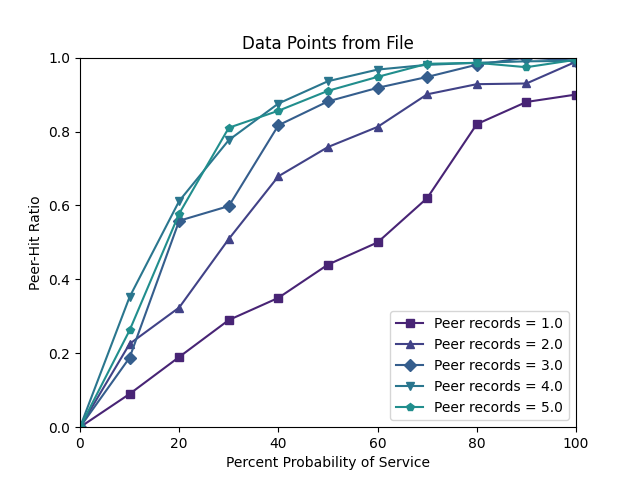 Data Points from File
1.0
0.8
0.6
0.4
0.2
0.0
Peer-Hit Ratio
Peer records = 1.0
Peer records = 2.0
Peer records = 3.0
Peer records = 4.0
Peer records = 5.0
0 20 40 60 80 100
Percent Probability of Service